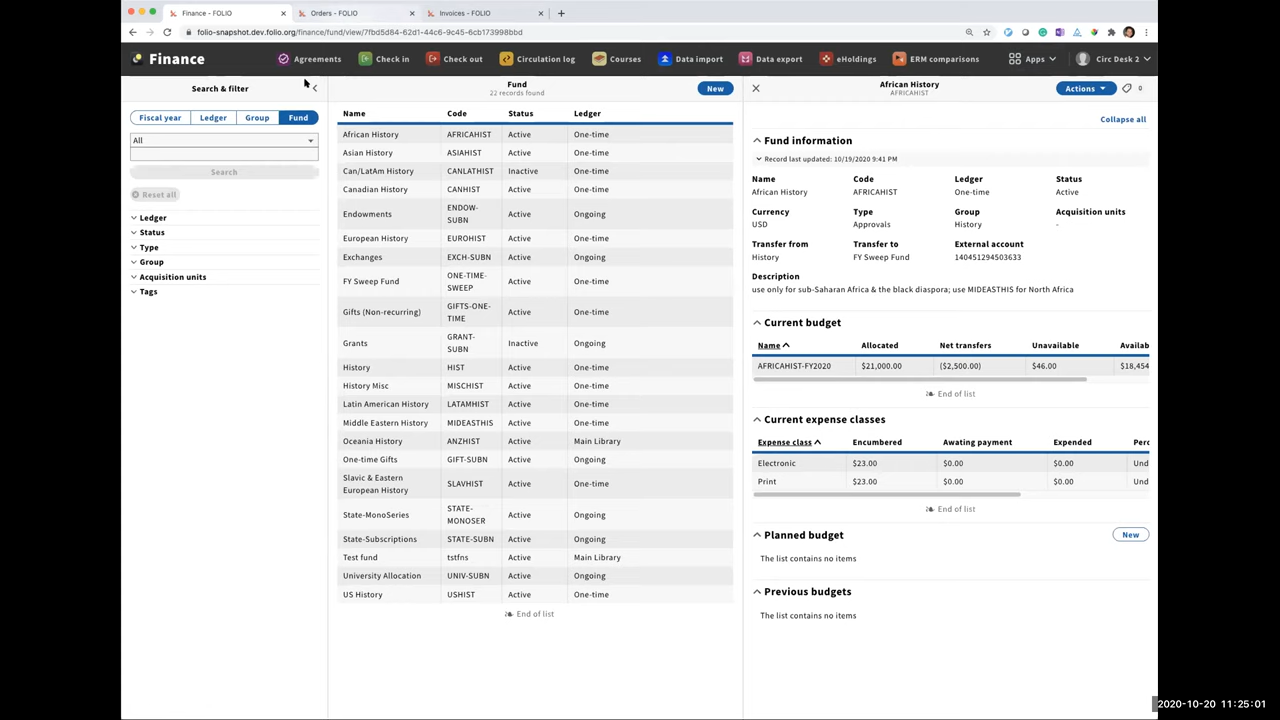 Finance - FOLIO
Orders - FOLIO
Invoices - FOLIO
folio-snapshot.dev.folio.org/finance/fund/view/7fbd5d84-62d1-44c6-9c45-6cb173998bbd
Finance
Agreements
Check in
Check out
Circulation log
Courses
Data import
Data export
eHoldings
ERM comparisons
Apps
Circ Desk 2
Search & filter
Fiscal year Ledger Group Fund
All
Search
Reset all
Ledger
Status
Type
Group
Acquisition units
Tags
Fund
22 records found
New
Name Code Status Ledger
African History AFRICAHIST Active One-time
Asian History ASIAHIST Active One-time
Can/LatAm History CANLATHIST Inactive One-time
Canadian History CANHIST Active One-time
Endowments ENDOW-SUBN Active Ongoing
European History EUROHIST Active One-time
Exchanges EXCH-SUBN Active Ongoing
FY Sweep Fund ONE-TIME-SWEEP Active One-time
Gifts (Non-recurring) GIFTS-ONE-TIME Active One-time
Grants GRANT-SUBN Inactive Ongoing
History HIST Active One-time
History Misc MISCHIST Active One-time
Latin American History LATAMHIST Active One-time
Middle Eastern History MIDEASTHIS Active One-time
Oceania History ANZHIST Active Main Library
One-time Gifts GIFT-SUBN Active Ongoing
Slavic & Eastern European History SLAVHIST Active One-time
State-MonoSeries STATE-MONOSER Active Ongoing
State-Subscriptions STATE-SUBN Active Ongoing
Test fund tstfns Active Main Library
University Allocation UNIV-SUBN Active Ongoing
US History USHIST Active One-time
End of list
African History
AFRICAHIST
Actions
0
Collapse all
Fund information
Record last updated: 10/19/2020 9:41 PM
Name Code Ledger Status
African History AFRICAHIST One-time Active
Currency Type Group Acquisition units
USD Approvals History -
Transfer from Transfer to External account
History FY Sweep Fund 140451294503633
Description
use only for sub-Saharan Africa & the black diaspora; use MIDEASTHIS for North Africa
Current budget
Name Allocated Net transfers Unavailable Availab
AFRICAHIST-FY2020 $21,000.00 ($2,500.00) $46.00 $18,454
End of list
Current expense classes
Expense class Encumbered Awating payment Expended Perc
Electronic $23.00 $0.00 $0.00 Und
Print $23.00 $0.00 $0.00 Und
End of list
Planned budget
New
The list contains no items
Previous budgets
The list contains no items
2020-10-20 11:25:01